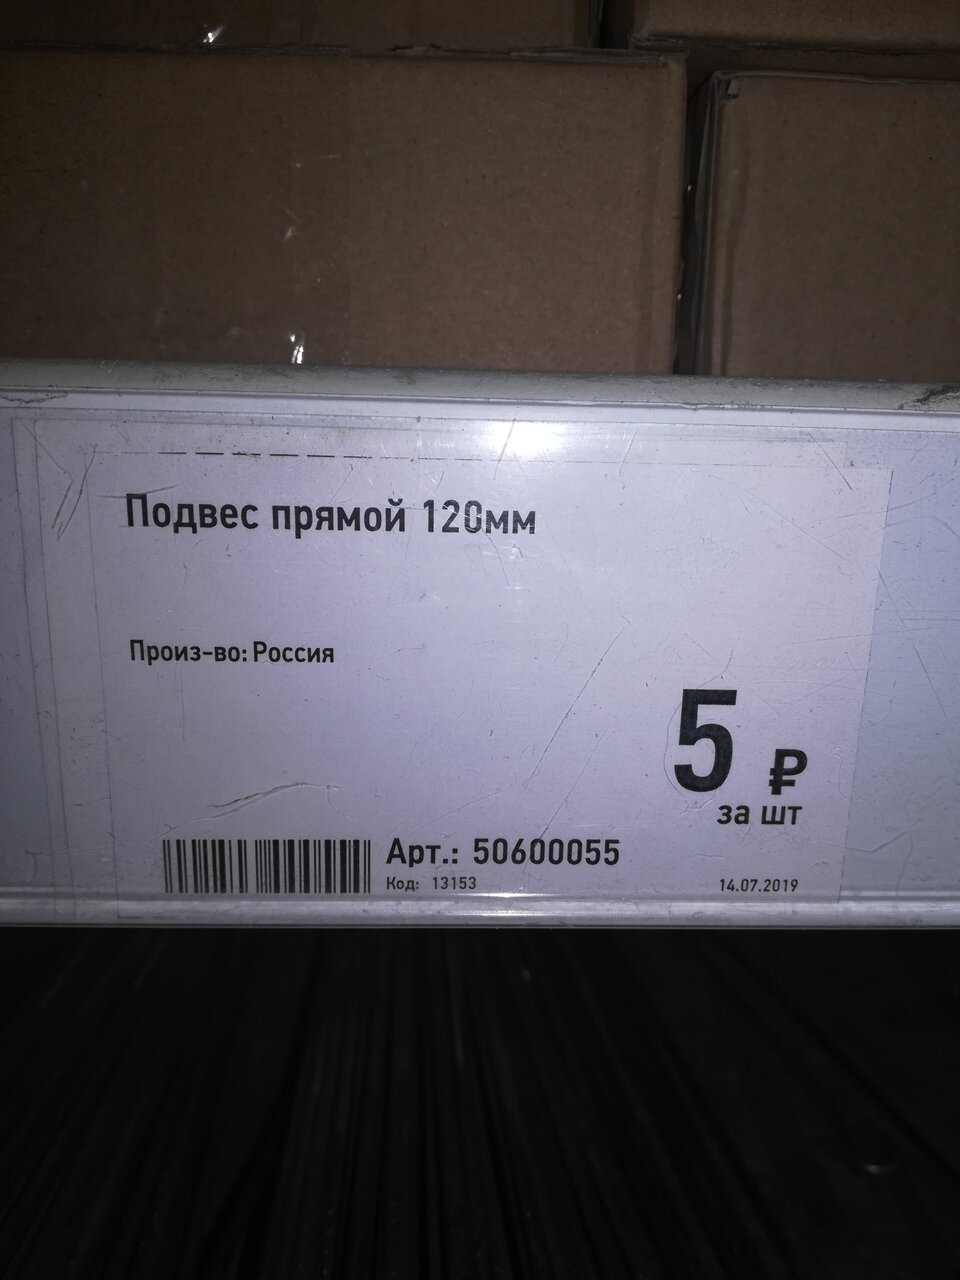 Подвес прямой 120мм
Произ-во: Россия
5 ₽
за шт
Арт.: 50600055
Код: 13153
14.07.2019